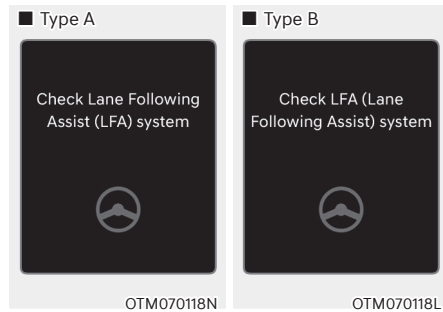 ■ Type A
Check Lane Following
Assist (LFA) system
OTM070118N
■ Type B
Check LFA (Lane
Following Assist) system
OTM070118L